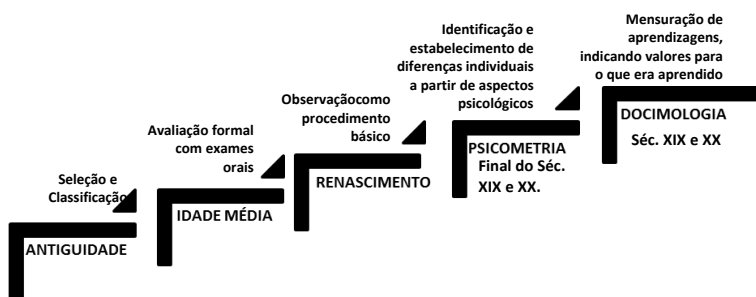 Seleção e
Classificação
ANTIGUIDADE
Avaliação formal
com exames
orais
IDADE MÉDIA
Observaçãocomo
procedimento
básico
RENASCIMENTO
Identificação e
estabelecimento de
diferenças individuais
a partir de aspectos
psicológicos
PSICOMETRIA
Final do Séc.
XIX e XX.
Mensuração de
aprendizagens,
indicando valores para
o que era aprendido
DOCIMOLOGIA
Séc. XIX e XX